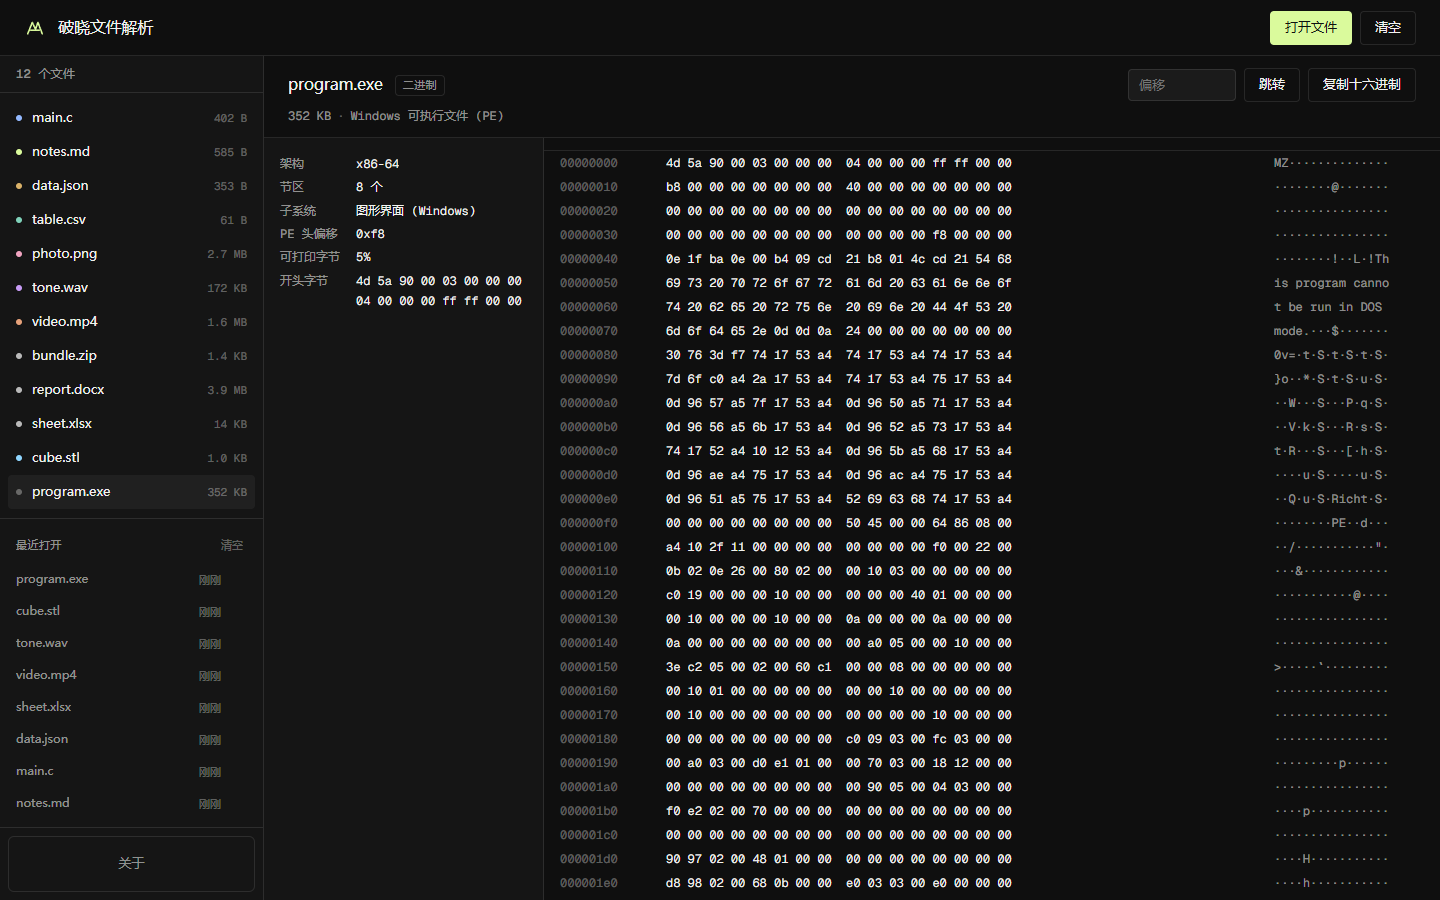 破晓文件解析
打开文件 清空
12 个文件
main.c 402 B
notes.md 585 B
data.json 353 B
table.csv 61 B
photo.png 2.7 MB
tone.wav 172 KB
video.mp4 1.6 MB
bundle.zip 1.4 KB
report.docx 3.9 MB
sheet.xlsx 14 KB
cube.stl 1.0 KB
program.exe 352 KB
最近打开 清空
program.exe 刚刚
cube.stl 刚刚
tone.wav 刚刚
video.mp4 刚刚
sheet.xlsx 刚刚
data.json 刚刚
main.c 刚刚
notes.md 刚刚
关于
program.exe 二进制
352 KB · Windows 可执行文件 (PE)
偏移 跳转 复制十六进制
架构 x86-64
节区 8 个
子系统 图形界面 (Windows)
PE 头偏移 0xf8
可打印字节 5%
开头字节 4d 5a 90 00 03 00 00 00
04 00 00 00 ff ff 00 00
00000000 4d 5a 90 00 03 00 00 00 04 00 00 00 ff ff 00 00 MZ··············
00000010 b8 00 00 00 00 00 00 00 40 00 00 00 00 00 00 00 ········@·······
00000020 00 00 00 00 00 00 00 00 00 00 00 00 00 00 00 00 ················
00000030 00 00 00 00 00 00 00 00 00 00 00 00 f8 00 00 00 ················
00000040 0e 1f ba 0e 00 b4 09 cd 21 b8 01 4c cd 21 54 68 ········!··L·!Th
00000050 69 73 20 70 72 6f 67 72 61 6d 20 63 61 6e 6e 6f is program canno
00000060 74 20 62 65 20 72 75 6e 20 69 6e 20 44 4f 53 20 t be run in DOS
00000070 6d 6f 64 65 2e 0d 0d 0a 24 00 00 00 00 00 00 00 mode.···$·······
00000080 30 76 3d f7 74 17 53 a4 74 17 53 a4 74 17 53 a4 0v=·t·S·t·S·t·S·
00000090 7d 6f c0 a4 2a 17 53 a4 74 17 53 a4 75 17 53 a4 }o··*·S·t·S·u·S·
000000a0 0d 96 57 a5 7f 17 53 a4 0d 96 50 a5 71 17 53 a4 ··W···S···P·q·S·
000000b0 0d 96 56 a5 6b 17 53 a4 0d 96 52 a5 73 17 53 a4 ··V·k·S···R·s·S·
000000c0 74 17 52 a4 10 12 53 a4 0d 96 5b a5 68 17 53 a4 t·R···S···[·h·S·
000000d0 0d 96 ae a4 75 17 53 a4 0d 96 ac a4 75 17 53 a4 ····u·S·····u·S·
000000e0 0d 96 51 a5 75 17 53 a4 52 69 63 68 74 17 53 a4 ··Q·u·S·Richt·S·
000000f0 00 00 00 00 00 00 00 00 50 45 00 00 64 86 08 00 ········PE··d···
00000100 a4 10 2f 11 00 00 00 00 00 00 00 00 f0 00 22 00 ··/···········"·
00000110 0b 02 0e 26 00 80 02 00 00 10 03 00 00 00 00 00 ···&············
00000120 c0 19 00 00 00 10 00 00 00 00 00 40 01 00 00 00 ···········@····
00000130 00 10 00 00 00 10 00 00 0a 00 00 00 0a 00 00 00 ················
00000140 0a 00 00 00 00 00 00 00 00 a0 05 00 00 10 00 00 ················
00000150 3e c2 05 00 02 00 60 c1 00 00 08 00 00 00 00 00 >·····`·········
00000160 00 10 01 00 00 00 00 00 00 00 10 00 00 00 00 00 ················
00000170 00 10 00 00 00 00 00 00 00 00 00 00 10 00 00 00 ················
00000180 00 00 00 00 00 00 00 00 c0 09 03 00 fc 03 00 00 ················
00000190 00 a0 03 00 d0 e1 01 00 00 70 03 00 18 12 00 00 ·········p······
000001a0 00 00 00 00 00 00 00 00 00 90 05 00 04 03 00 00 ················
000001b0 f0 e2 02 00 70 00 00 00 00 00 00 00 00 00 00 00 ····p···········
000001c0 00 00 00 00 00 00 00 00 00 00 00 00 00 00 00 00 ················
000001d0 90 97 02 00 48 01 00 00 00 00 00 00 00 00 00 00 ····H···········
000001e0 d8 98 02 00 68 0b 00 00 e0 03 03 00 e0 00 00 00 ····h···········